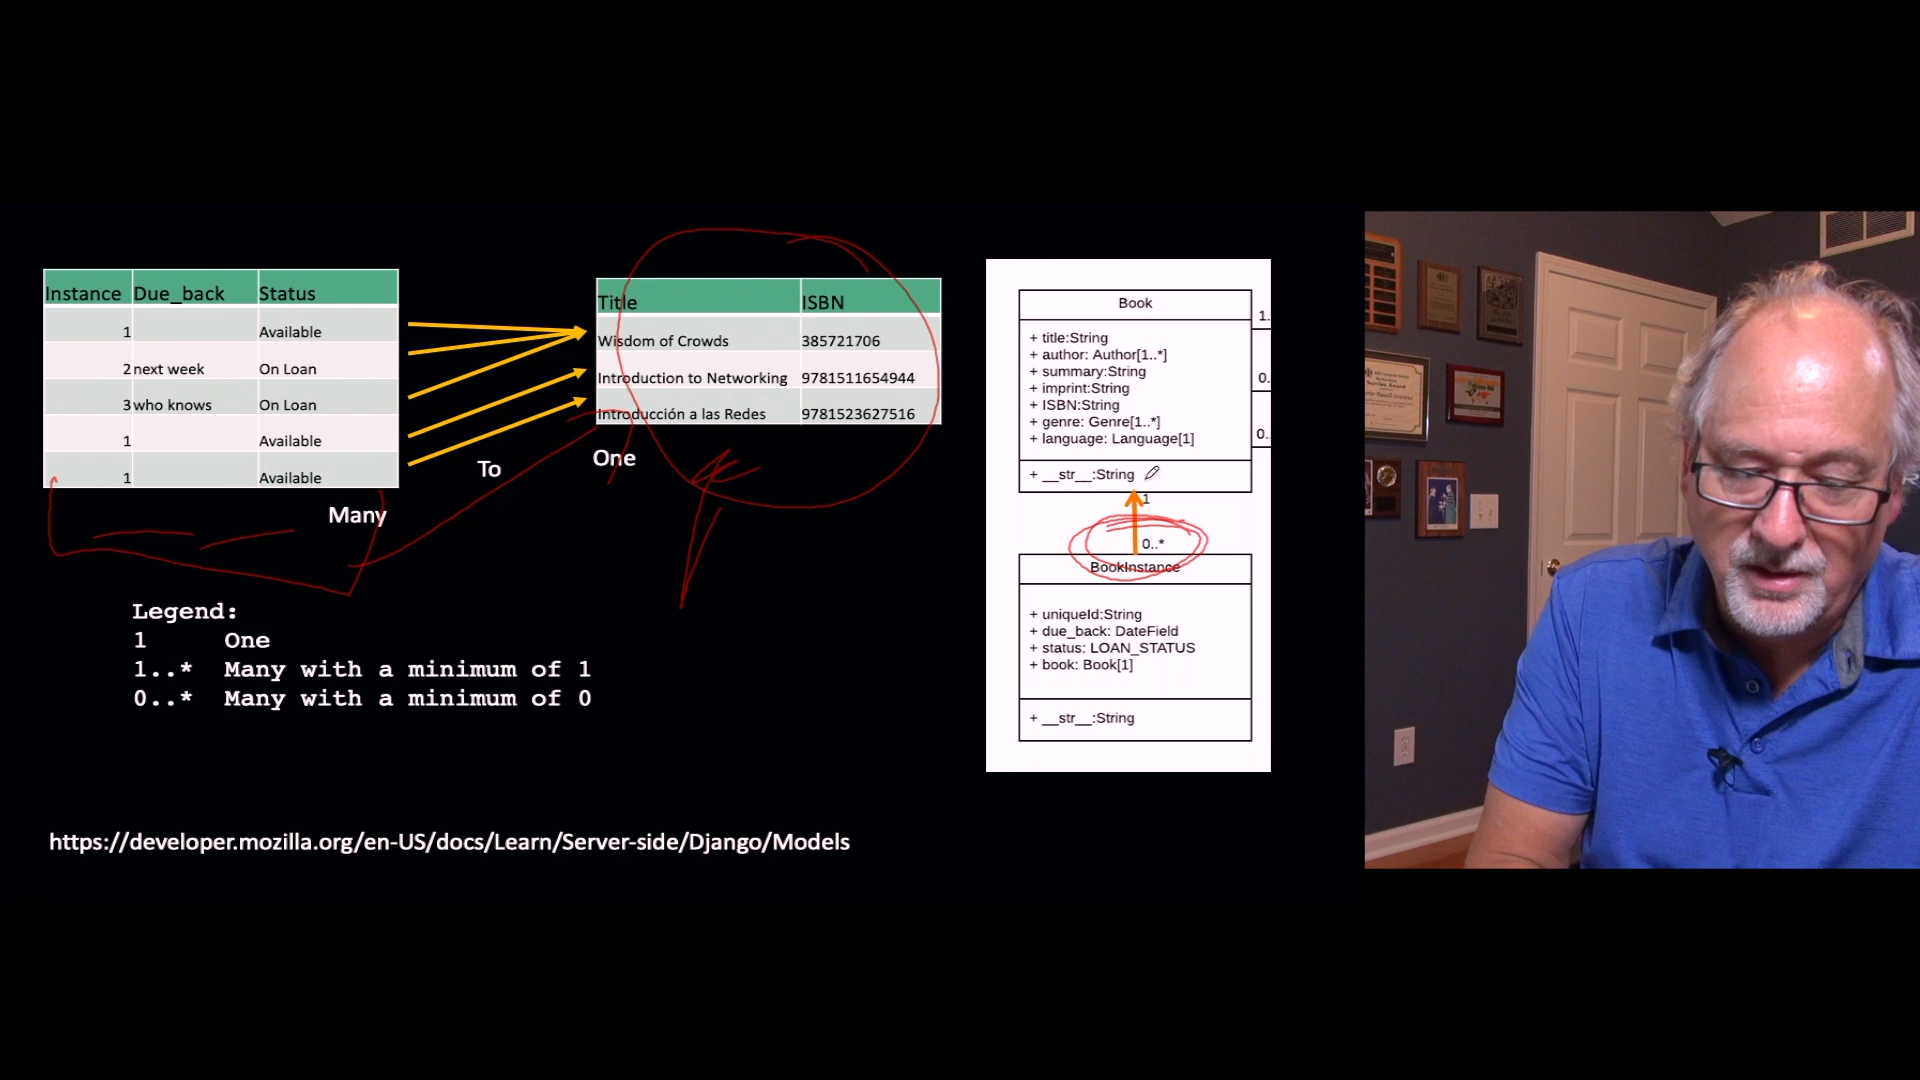 Instance Due_back Status
1 Available
2 next week On Loan
3 who knows On Loan
1 Available
1 Available
Many
To
One
Title ISBN
Wisdom of Crowds 385721706
Introduction to Networking 9781511654944
Introducción a las Redes 9781523627516
Legend:
1 One
1..* Many with a minimum of 1
0..* Many with a minimum of 0
https://developer.mozilla.org/en-US/docs/Learn/Server-side/Django/Models
Book
+ title:String
+ author: Author[1..*]
+ summary:String
+ imprint:String
+ ISBN:String
+ genre: Genre[1..*]
+ language: Language[1]
+ __str__:String
1..
0..
0..
1
0..*
BookInstance
+ uniqueId:String
+ due_back: DateField
+ status: LOAN_STATUS
+ book: Book[1]
+ __str__:String